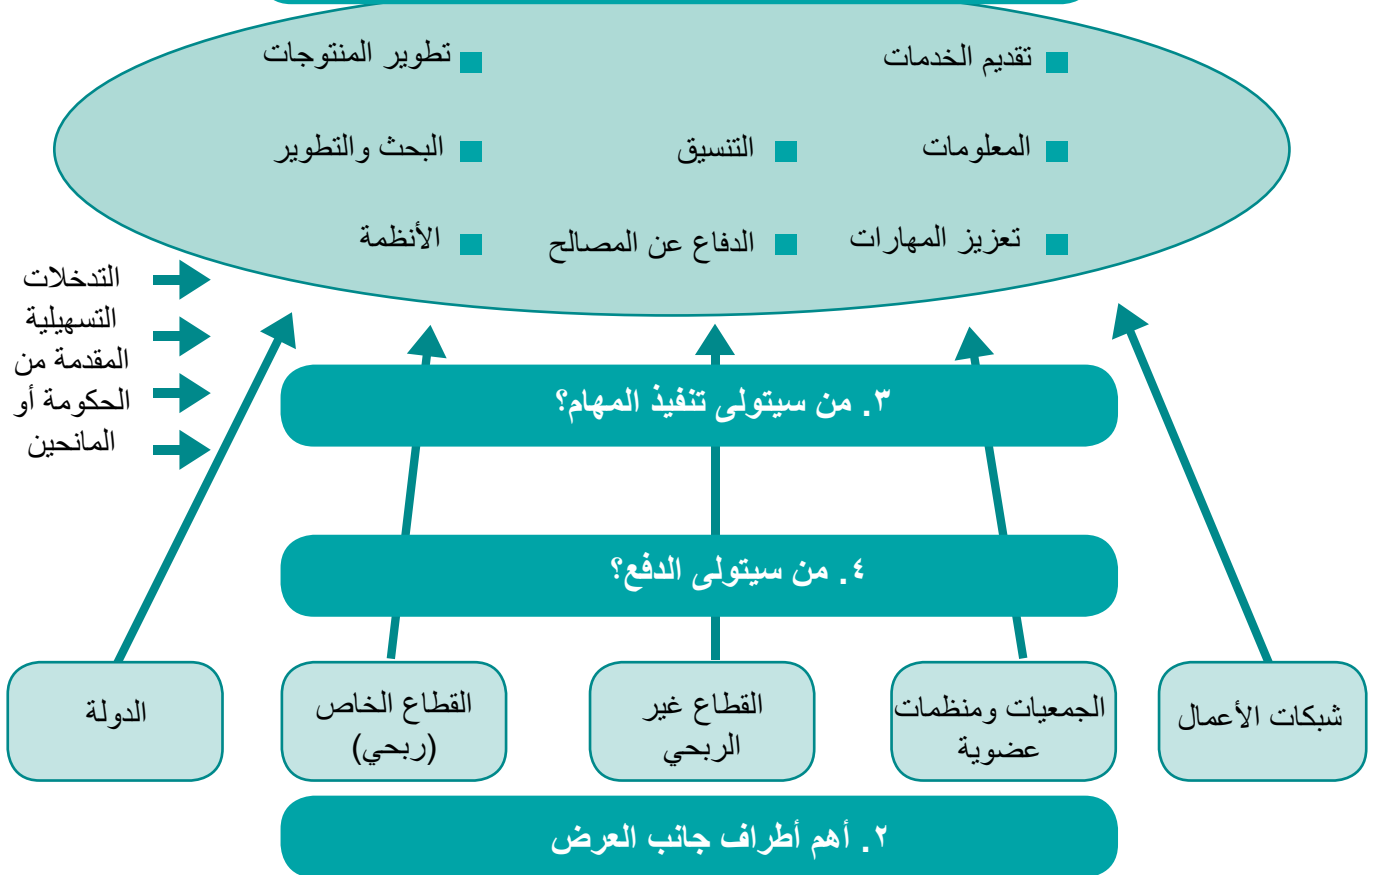 تقديم الخدمات
تطوير المنتوجات
المعلومات
التنسيق
البحث والتطوير
تعزيز المهارات
الدفاع عن المصالح
الأنظمة
التدخلات
التسهيلية
المقدمة من
الحكومة أو
المانحين
٣. من سيتولى تنفيذ المهام؟
٤. من سيتولى الدفع؟
شبكات الأعمال
الجمعيات ومنظمات
عضوية
القطاع غير
الربحي
القطاع الخاص
(ربحي)
الدولة
٢. أهم أطراف جانب العرض